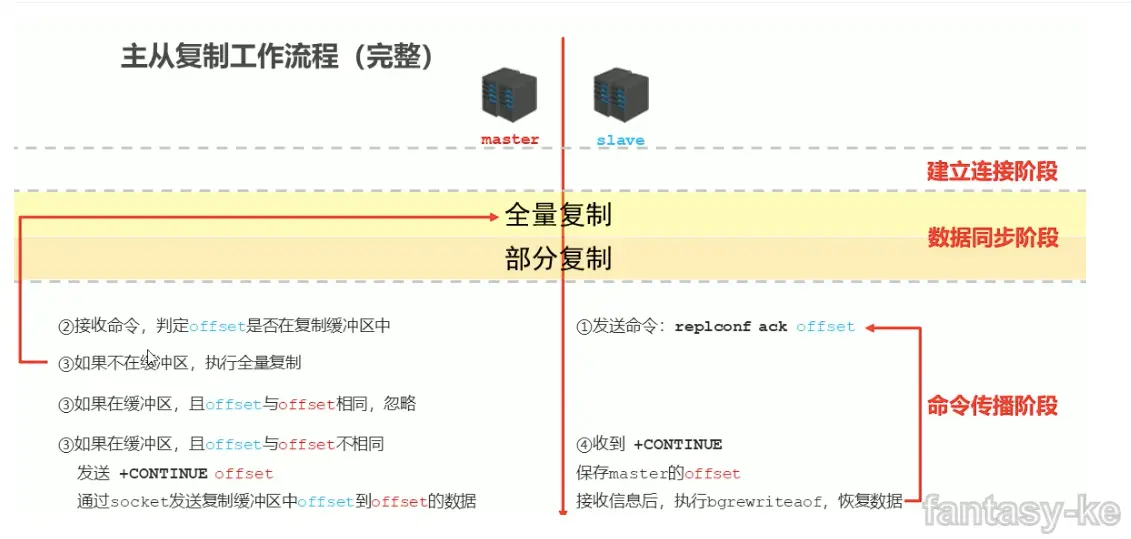 主从复制工作流程（完整）
master
slave
建立连接阶段
全量复制
部分复制
数据同步阶段
②接收命令，判定offset是否在复制缓冲区中
③如果不在缓冲区，执行全量复制
③如果在缓冲区，且offset与offset相同，忽略
③如果在缓冲区，且offset与offset不相同
发送 +CONTINUE offset
通过socket发送复制缓冲区中offset到offset的数据
①发送命令：replconf ack offset
④收到 +CONTINUE
保存master的offset
接收信息后，执行bgrewriteaof，恢复数据
命令传播阶段
fantasy-ke